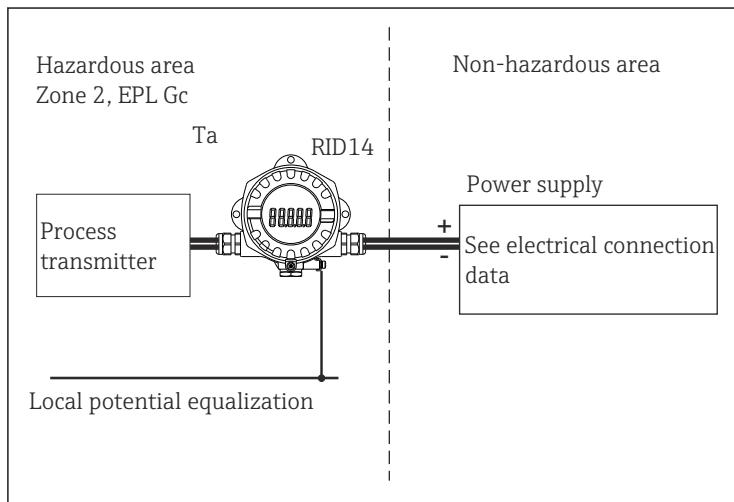 Hazardous area
Zone 2, EPL Gc
Non-hazardous area
Ta
RID14
Power supply
Process
transmitter
+
-
See electrical connection
data
Local potential equalization